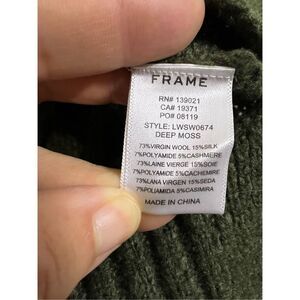 FRAME
RN# 139021
CA# 19371
PO# 08119
STYLE: LWSW0674
DEEP MOSS
73%VIRGIN WOOL 15%SILK
7%POLYAMIDE 5%CASHMERE
73%LAINE VIERGE 15%SOIE
7%POLYAMIDE 5%CACHEMIRE
73%LANA VIRGEN 15%SEDA
7%POLIAMIDA 5%CASIMIRA
MADE IN CHINA